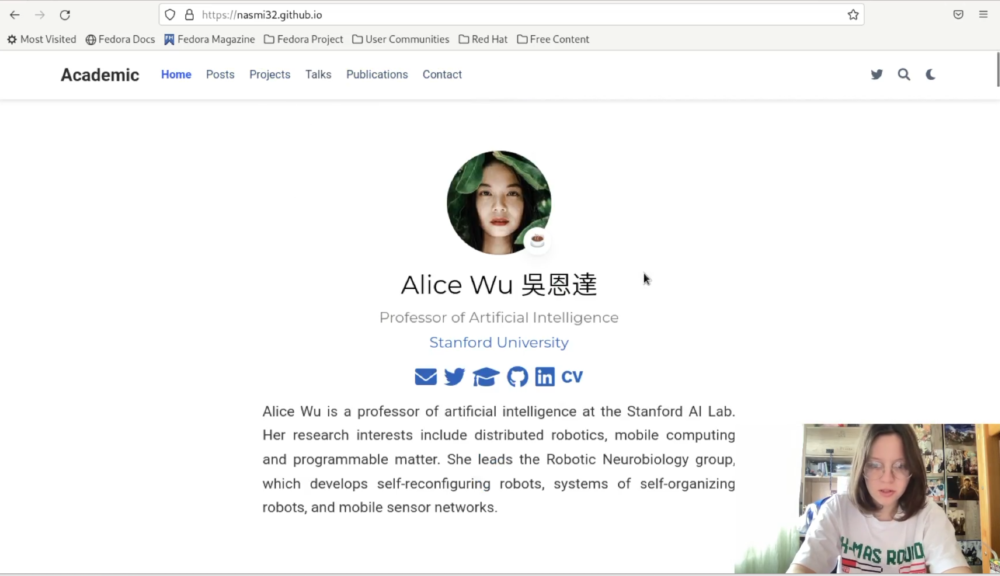 https://nasmi32.github.io
Most Visited Fedora Docs Fedora Magazine Fedora Project User Communities Red Hat Free Content
Academic Home Posts Projects Talks Publications Contact
Alice Wu 吳恩達
Professor of Artificial Intelligence
Stanford University
CV
Alice Wu is a professor of artificial intelligence at the Stanford AI Lab.
Her research interests include distributed robotics, mobile computing
and programmable matter. She leads the Robotic Neurobiology group,
which develops self-reconfiguring robots, systems of self-organizing
robots, and mobile sensor networks.
X-MAS ROUND